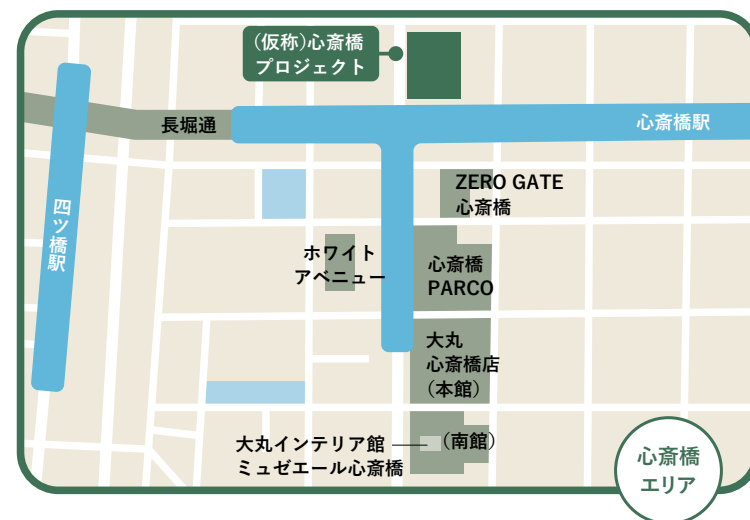 (仮称)心斎橋
プロジェクト
長堀通
心斎橋駅
四ツ橋駅
ZERO GATE
心斎橋
ホワイト
アベニュー
心斎橋
PARCO
大丸
心斎橋店
(本館)
大丸インテリア館
ミュゼエール心斎橋
(南館)
心斎橋
エリア